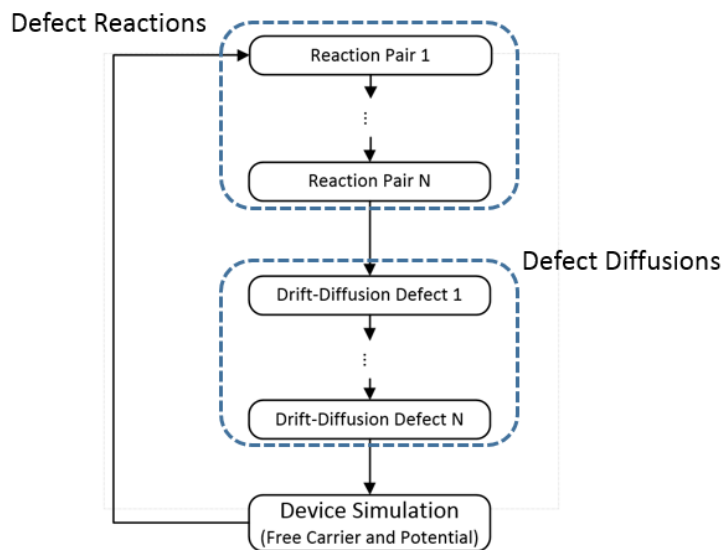 Defect Reactions
Reaction Pair 1
...
Reaction Pair N
Defect Diffusions
Drift-Diffusion Defect 1
...
Drift-Diffusion Defect N
Device Simulation
(Free Carrier and Potential)